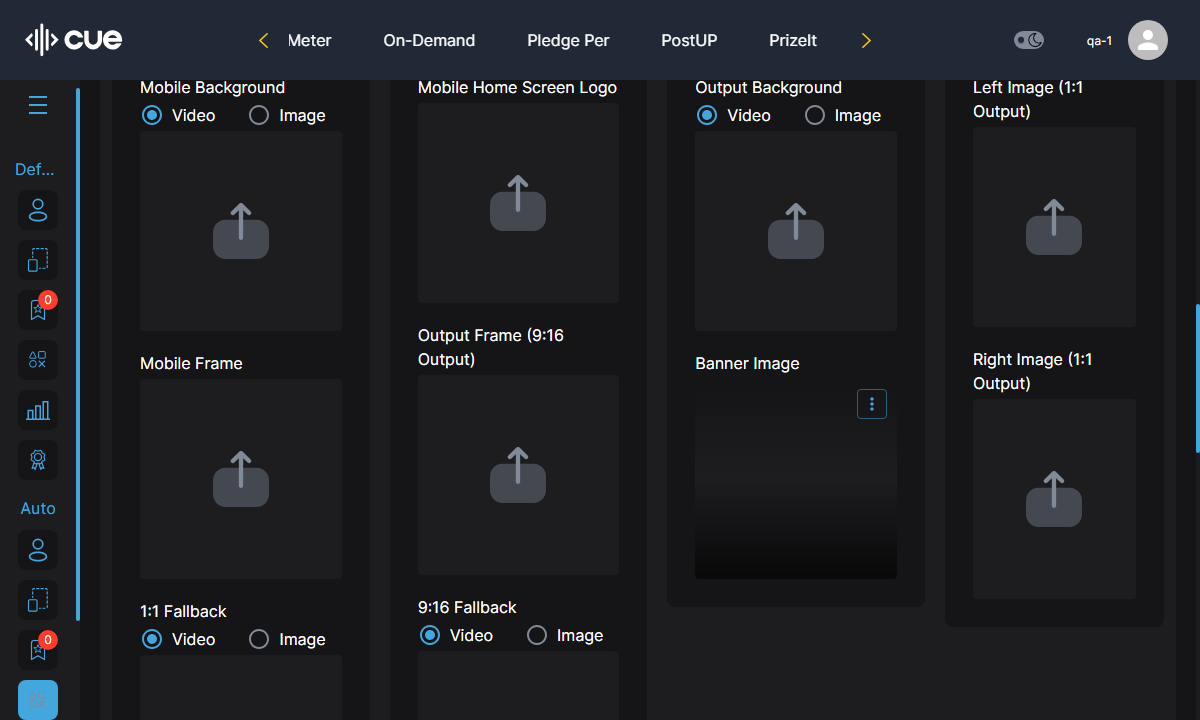 cue
Meter
On-Demand
Pledge Per
PostUP
PrizeIt
qa-1
Def...
0
Auto
0
Mobile Background
Video
Image
Mobile Frame
1:1 Fallback
Video
Image
Mobile Home Screen Logo
Output Frame (9:16
Output)
9:16 Fallback
Video
Image
Output Background
Video
Image
Banner Image
Left Image (1:1
Output)
Right Image (1:1
Output)